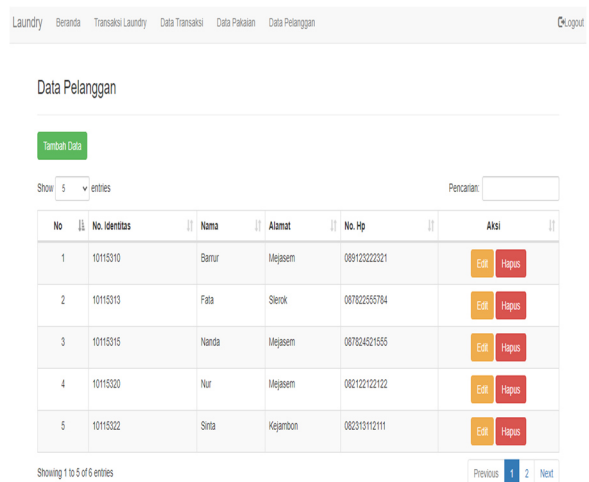 Laundry Beranda Transaksi Laundry Data Transaksi Data Pakaian Data Pelanggan Logout
Data Pelanggan
Tambah Data
Show 5 entries Pencarian:
No No. Identitas Nama Alamat No. Hp Aksi
1 10115310 Barrur Mejasem 089123222321 Edit Hapus
2 10115313 Fata Slerok 087822555784 Edit Hapus
3 10115315 Nanda Mejasem 087824521555 Edit Hapus
4 10115320 Nur Mejasem 082122122122 Edit Hapus
5 10115322 Sinta Kejambon 082313112111 Edit Hapus
Showing 1 to 5 of 6 entries Previous 1 2 Next